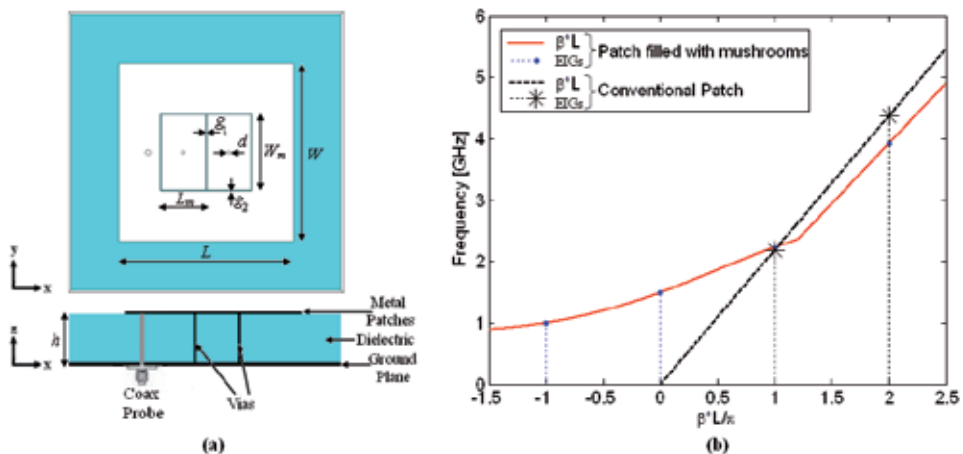 (a)
g₁
d
W_m
W
L_m
g₂
L
y
x
Metal
Patches
Dielectric
Ground
Plane
z
x
h
Coax
Probe
Vias
(a)
β*L
EIGs
Patch filled with mushrooms
β*L
EIGs
Conventional Patch
Frequency [GHz]
6
5
4
3
2
1
0
-1.5 -1 -0.5 0 0.5 1 1.5 2 2.5
β*L/π
(b)